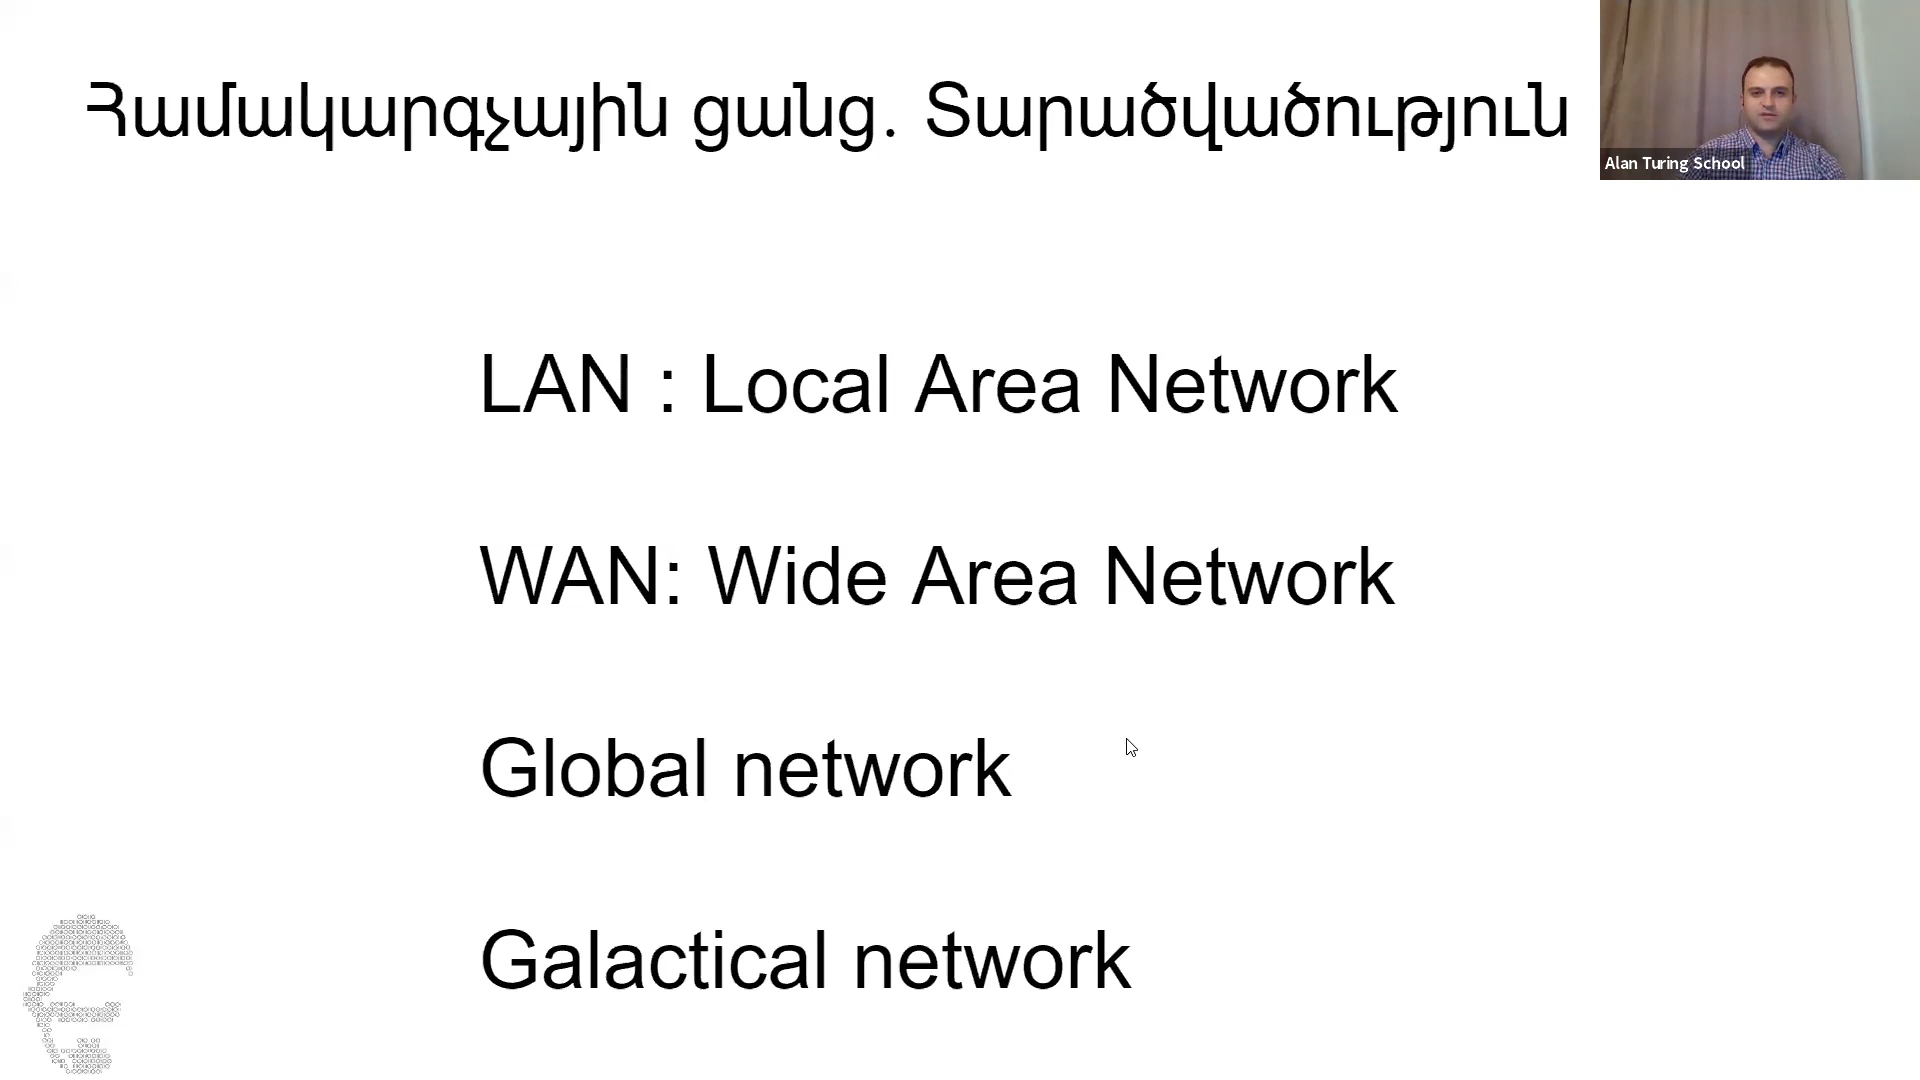 Համակարգչային ցանց. Տարածվածություն
Alan Turing School
LAN : Local Area Network
WAN: Wide Area Network
Global network
Galactical network